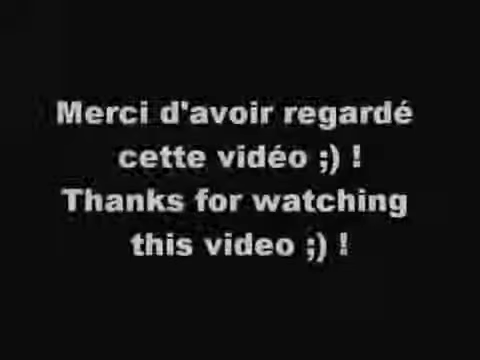 Merci d'avoir regardé
cette vidéo ;) !
Thanks for watching
this video ;) !